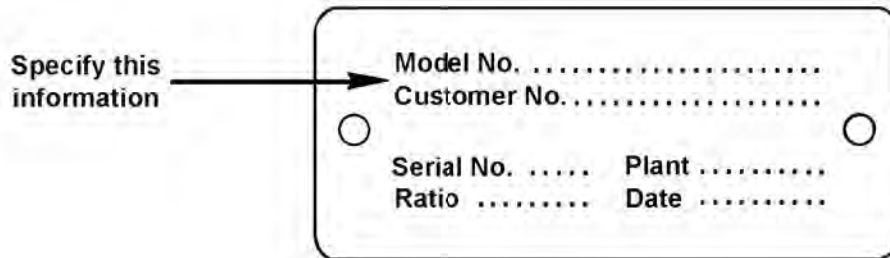 Specify this
information
Model No. ........................
Customer No. .....................
Serial No. ..... Plant ..........
Ratio ......... Date ..........